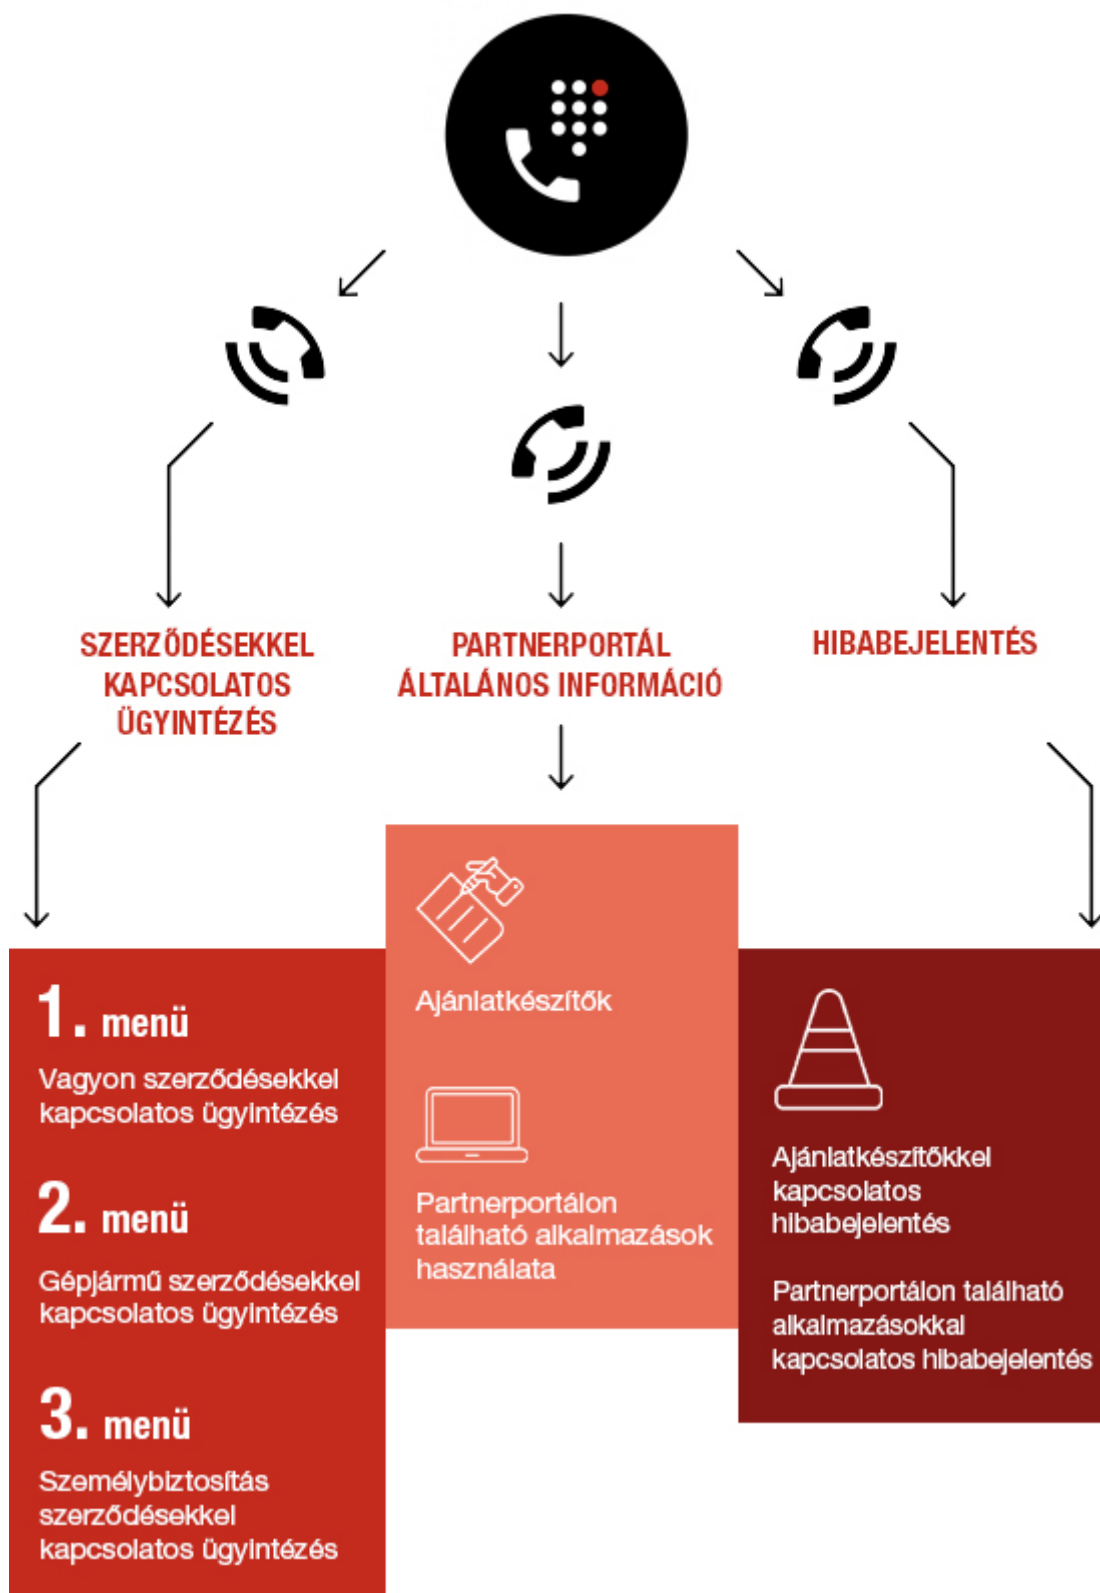 SZERZŐDÉSEKKEL
KAPCSOLATOS
ÜGYINTÉZÉS
PARTNERPORTÁL
ÁLTALÁNOS INFORMÁCIÓ
HIBABEJELENTÉS
1. menü
Vagyon szerződésekkel
kapcsolatos ügyintézés
2. menü
Gépjármű szerződésekkel
kapcsolatos ügyintézés
3. menü
Személybiztosítás
szerződésekkel
kapcsolatos ügyintézés
Ajánlatkészítők
Partnerportálon
található alkalmazások
használata
Ajánlatkészítőkkel
kapcsolatos
hibabejelentés
Partnerportálon található
alkalmazásokkal
kapcsolatos hibabejelentés